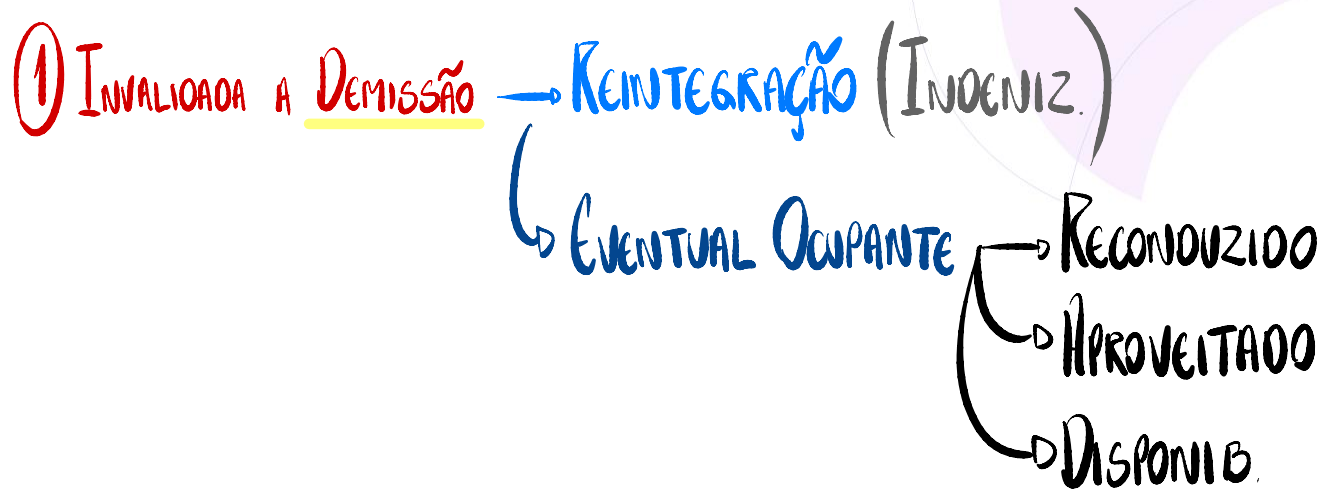 ① Invalidada a Demissão → Reintegração (Indeniz.)
Eventual Ocupante → Reconduzido
Aproveitado
Disponib.